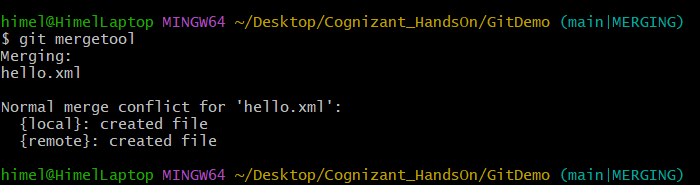 himel@HimelLaptop MINGW64 ~/Desktop/Cognizant_HandsOn/GitDemo (main|MERGING)
$ git mergetool
Merging:
hello.xml
Normal merge conflict for 'hello.xml':
  {local}: created file
  {remote}: created file
himel@HimelLaptop MINGW64 ~/Desktop/Cognizant_HandsOn/GitDemo (main|MERGING)